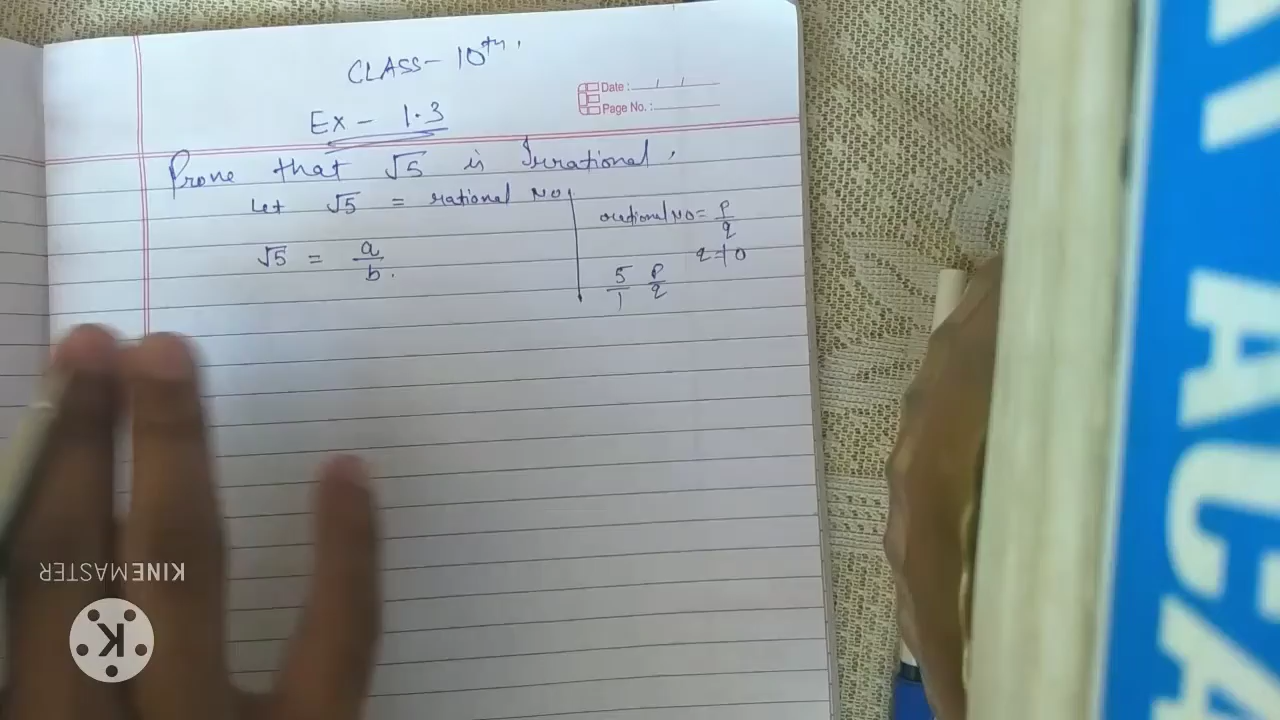 CLASS - 10th.
Date : / /
Page No. :
Ex - 1.3
Prove that √5 is Irrational.
Let √5 = rational No.
rational No = p/q
q ≠ 0
√5 = a/b.
5/1 p/q
KINEMASTER
K